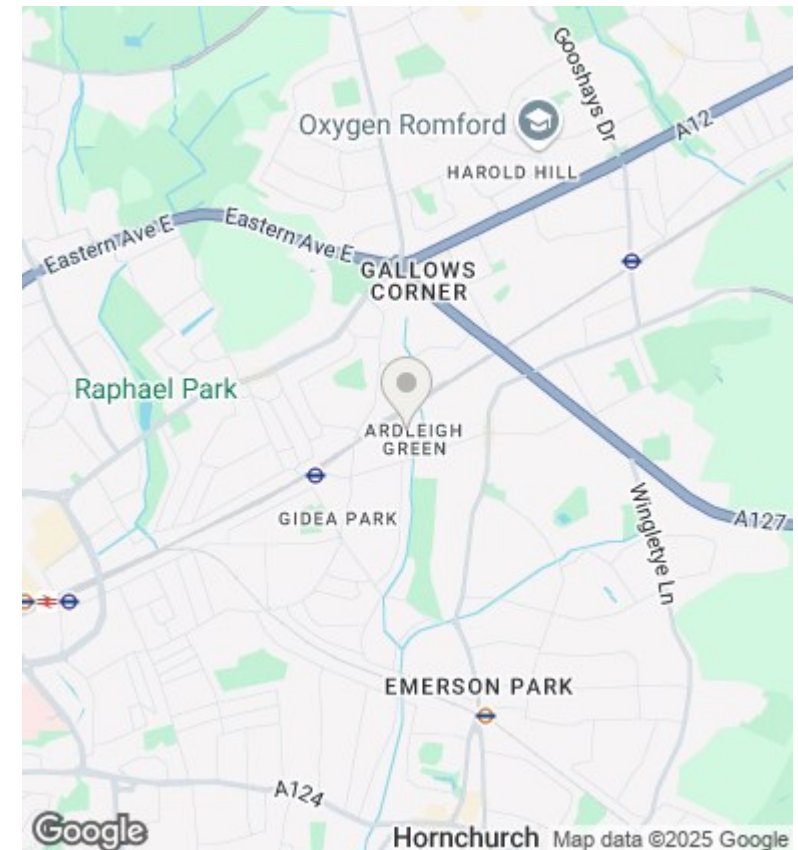 Gooshays Dr
A12
Oxygen Romford
HAROLD HILL
Eastern Ave E
Eastern Ave E
GALLOWS
CORNER
Raphael Park
ARDLEIGH
GREEN
GIDEA PARK
Wingletye Ln
A127
EMERSON PARK
A124
Google
Hornchurch
Map data ©2025 Google